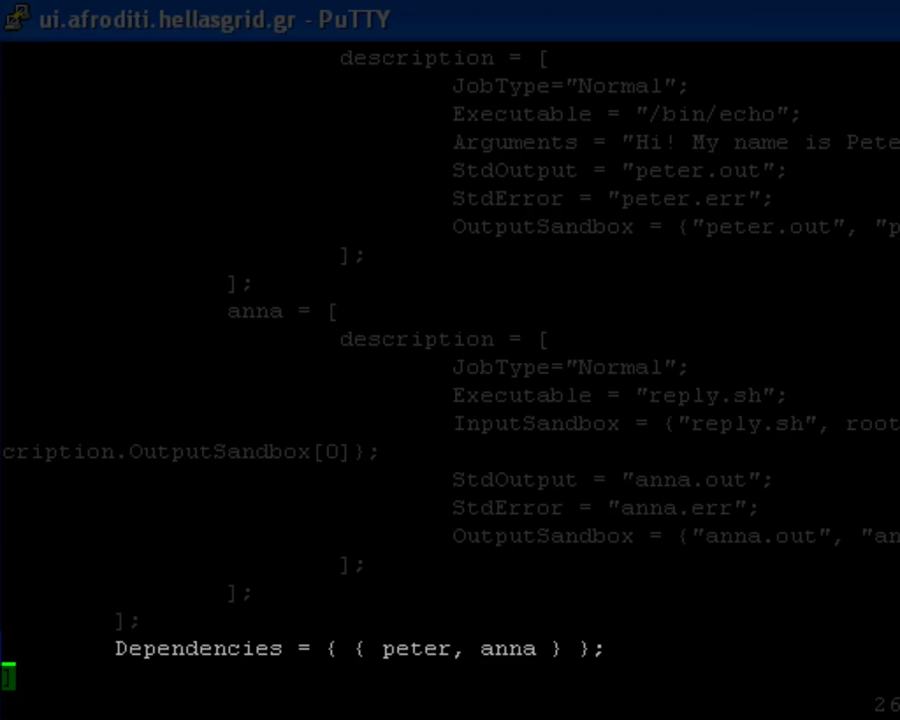 ui.afroditi.hellasgrid.gr - PuTTY
description = [
JobType="Normal";
Executable = "/bin/echo";
Arguments = "Hi! My name is Pete
StdOutput = "peter.out";
StdError = "peter.err";
OutputSandbox = {"peter.out", "p
];
];
anna = [
description = [
JobType="Normal";
Executable = "reply.sh";
InputSandbox = {"reply.sh", root
cription.OutputSandbox[0]};
StdOutput = "anna.out";
StdError = "anna.err";
OutputSandbox = {"anna.out", "an
];
];
];
Dependencies = { { peter, anna } };
]
26